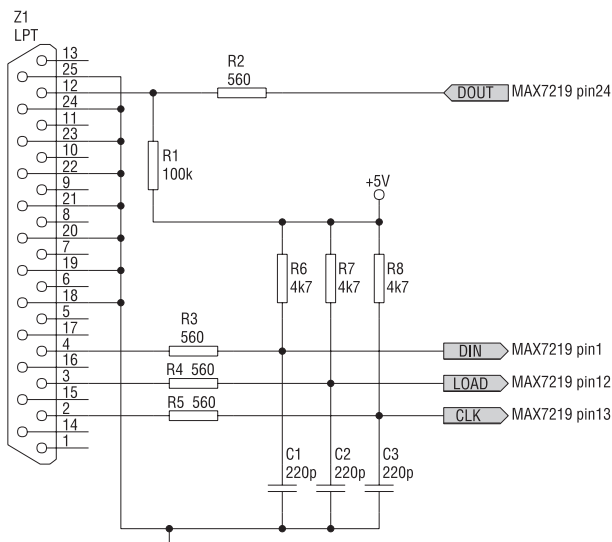 Z1
LPT
13
25
12
24
11
23
10
22
9
21
8
20
7
19
6
18
5
17
4
16
3
15
2
14
1
R2
560
DOUT MAX7219 pin24
R1
100k
+5V
R6
4k7
R7
4k7
R8
4k7
R3
560
DIN MAX7219 pin1
R4 560
LOAD MAX7219 pin12
R5 560
CLK MAX7219 pin13
C1
220p
C2
220p
C3
220p